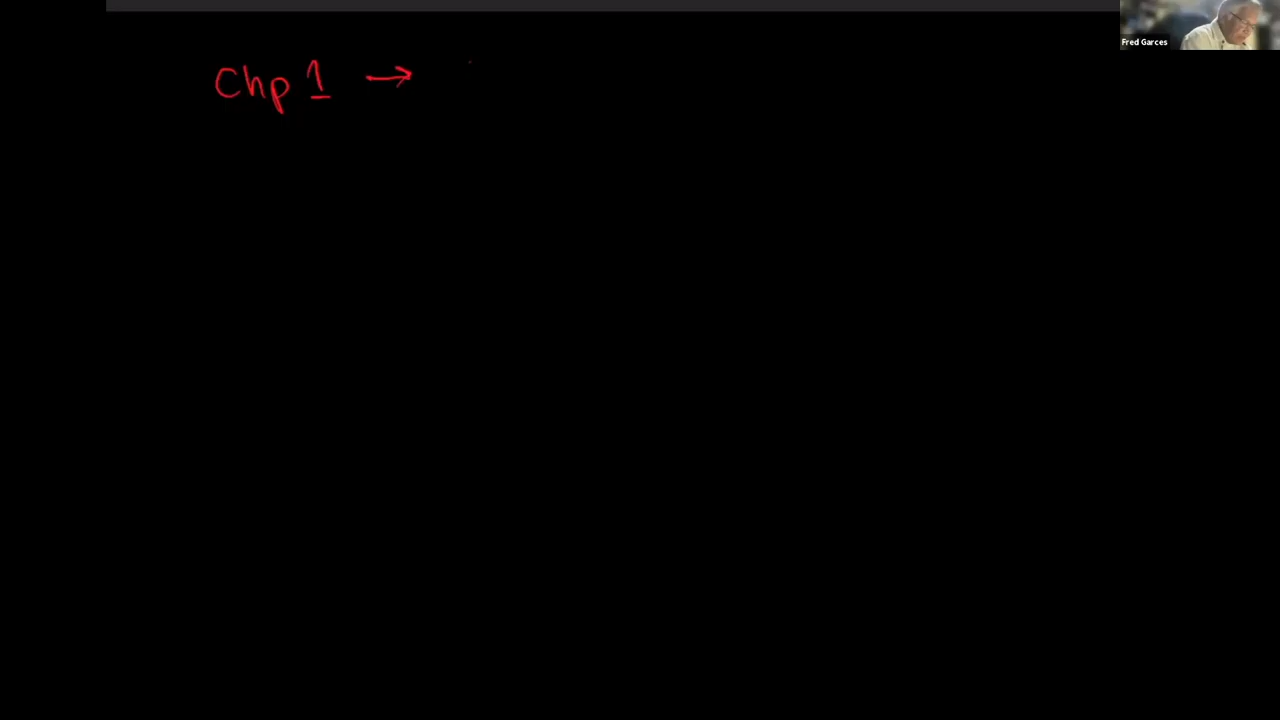 Fred Garces
Chp 1 →